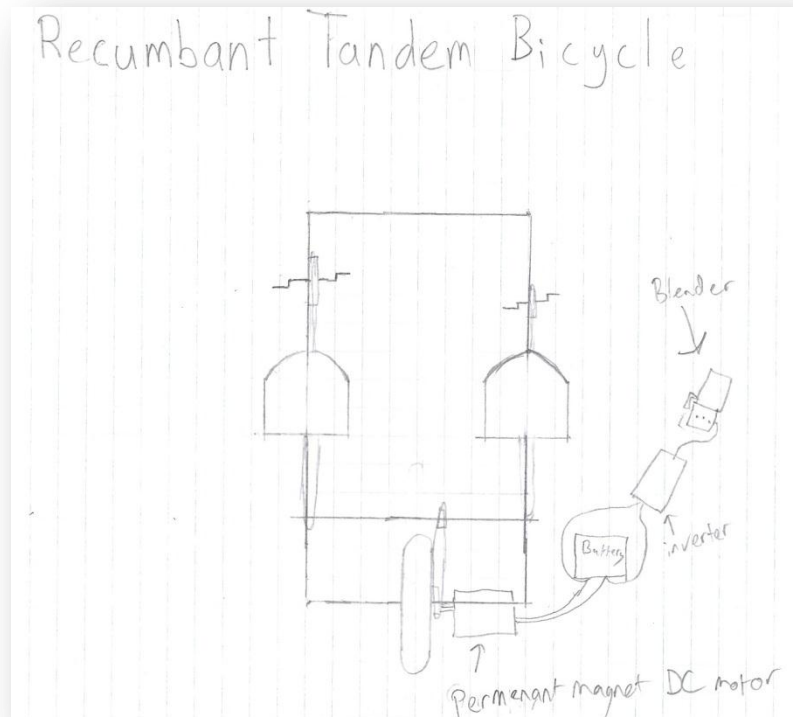 Recumbant Tandem Bicycle
Blender
inverter
Battery
Permenant magnet DC motor